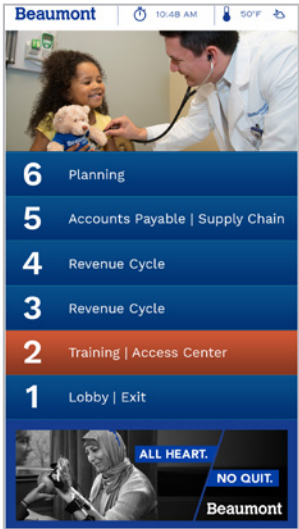 Beaumont
10:48 AM
50°F
6 Planning
5 Accounts Payable | Supply Chain
4 Revenue Cycle
3 Revenue Cycle
2 Training | Access Center
1 Lobby | Exit
ALL HEART.
NO QUIT.
Beaumont